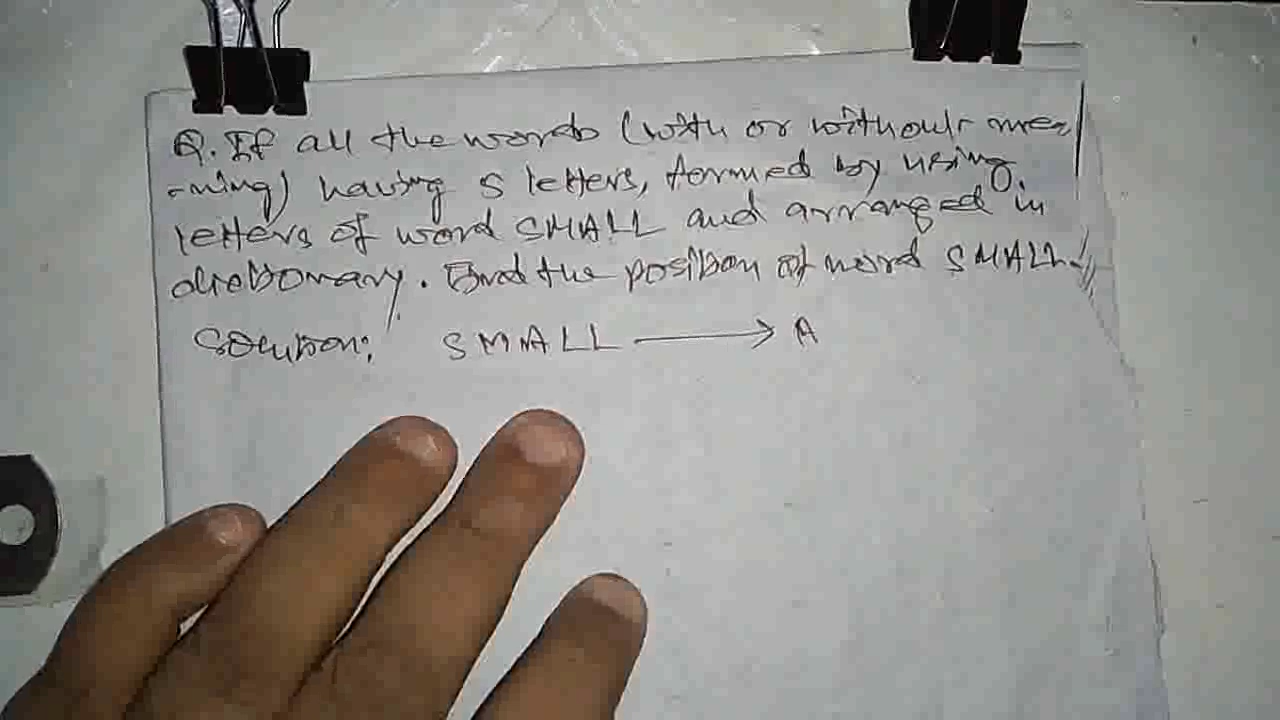 Q. If all the words (with or without mea
-ning) having 5 letters, formed by using
letters of word SMALL and arranged in
dictionary. Find the position of word SMALL.
Solution: SMALL → A